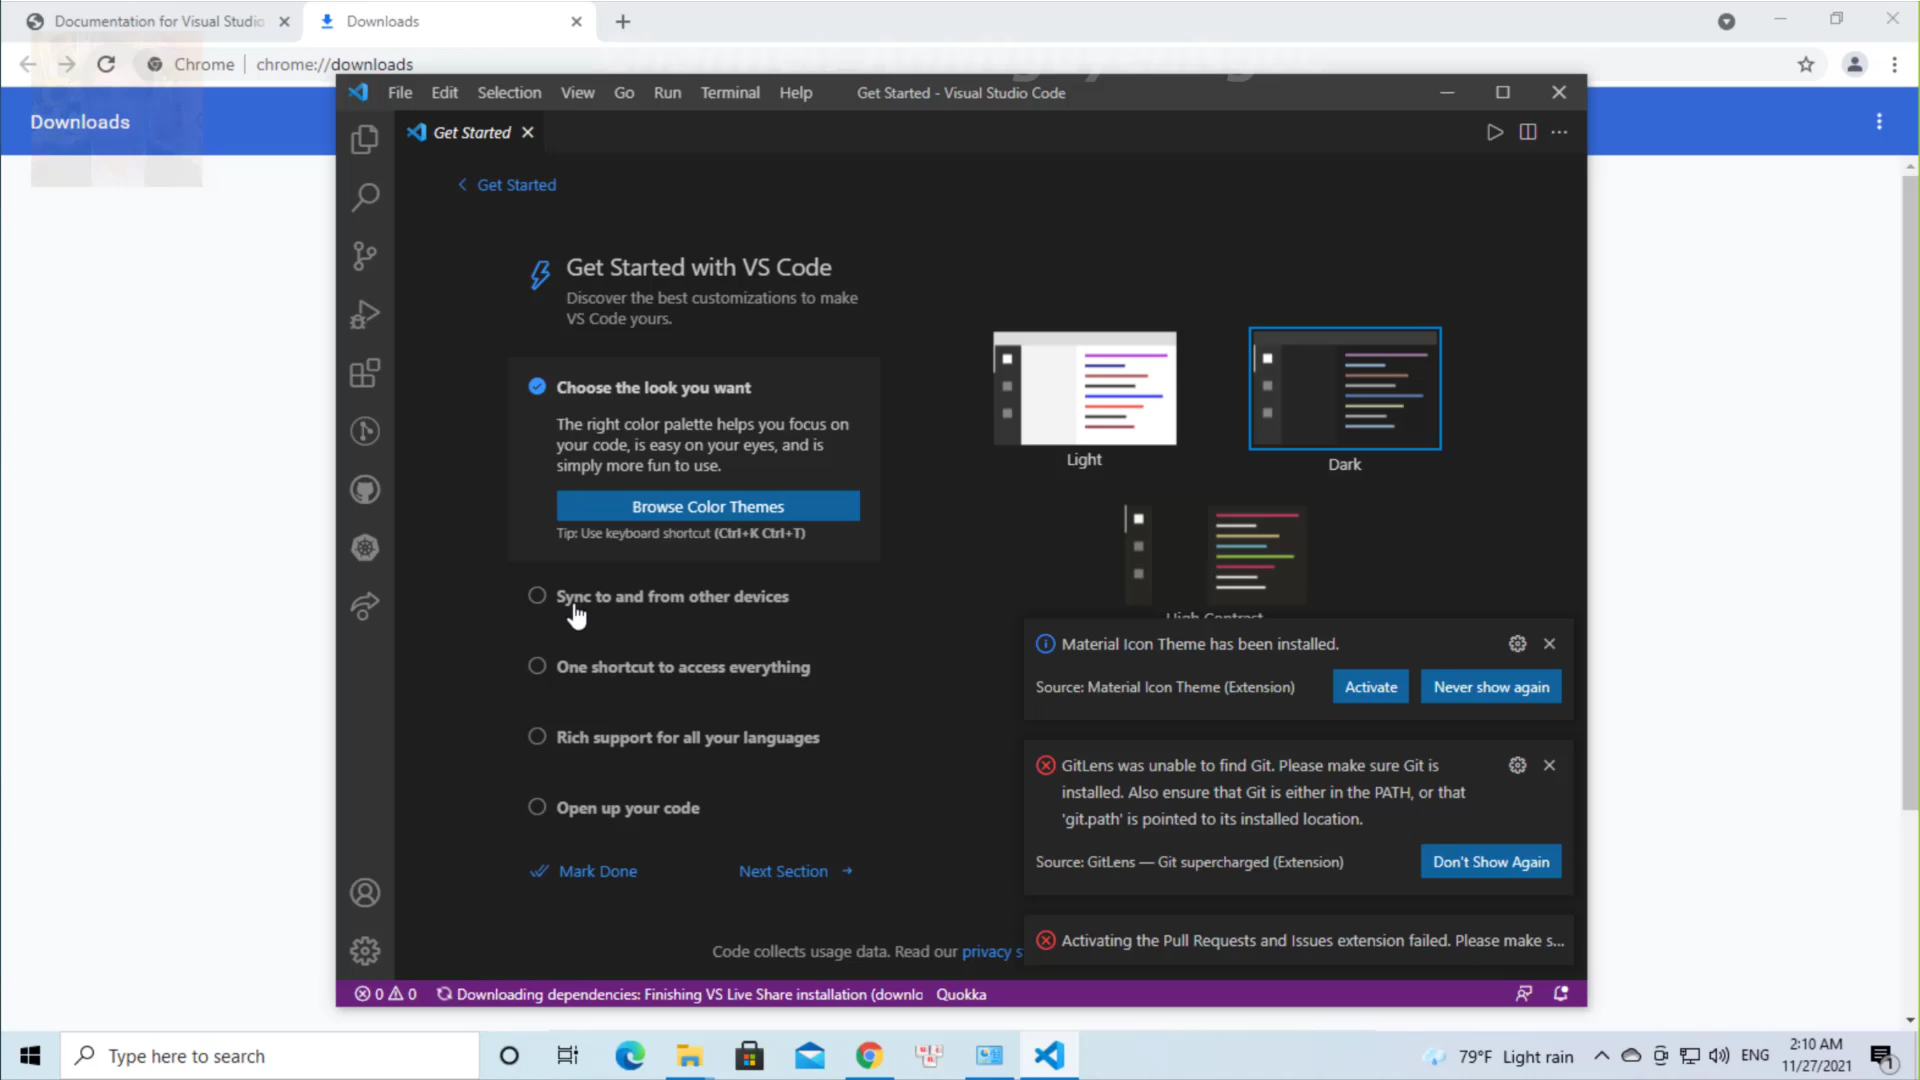 Documentation for Visual Studio
Downloads
Chrome
chrome://downloads
Downloads
File Edit Selection View Go Run Terminal Help
Get Started - Visual Studio Code
Get Started
Get Started
Get Started with VS Code
Discover the best customizations to make
VS Code yours.
Choose the look you want
The right color palette helps you focus on
your code, is easy on your eyes, and is
simply more fun to use.
Browse Color Themes
Tip: Use keyboard shortcut (Ctrl+K Ctrl+T)
Sync to and from other devices
One shortcut to access everything
Rich support for all your languages
Open up your code
Mark Done
Next Section
Light
Dark
High Contrast
Material Icon Theme has been installed.
Source: Material Icon Theme (Extension)
Activate
Never show again
GitLens was unable to find Git. Please make sure Git is
installed. Also ensure that Git is either in the PATH, or that
'git.path' is pointed to its installed location.
Source: GitLens — Git supercharged (Extension)
Don't Show Again
Activating the Pull Requests and Issues extension failed. Please make s...
Code collects usage data. Read our privacy s
0 0
Downloading dependencies: Finishing VS Live Share installation (downlo
Quokka
Type here to search
79°F Light rain
ENG
2:10 AM
11/27/2021
1